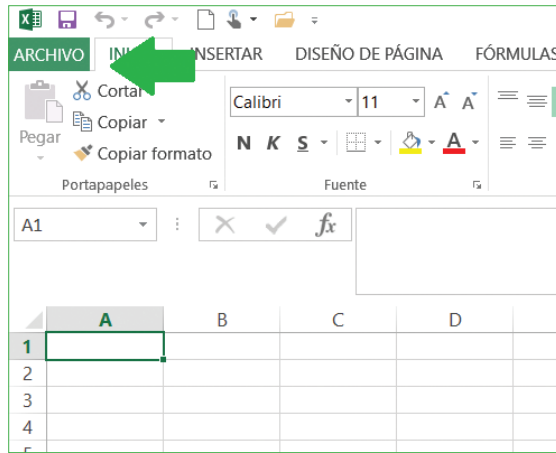 ARCHIVO INSERTAR DISEÑO DE PÁGINA FÓRMULAS
Cortar
Calibri 11 A A
Pegar Copiar
N K S A
Copiar formato
Portapapeles Fuente
A1 fx
A B C D
1
2
3
4